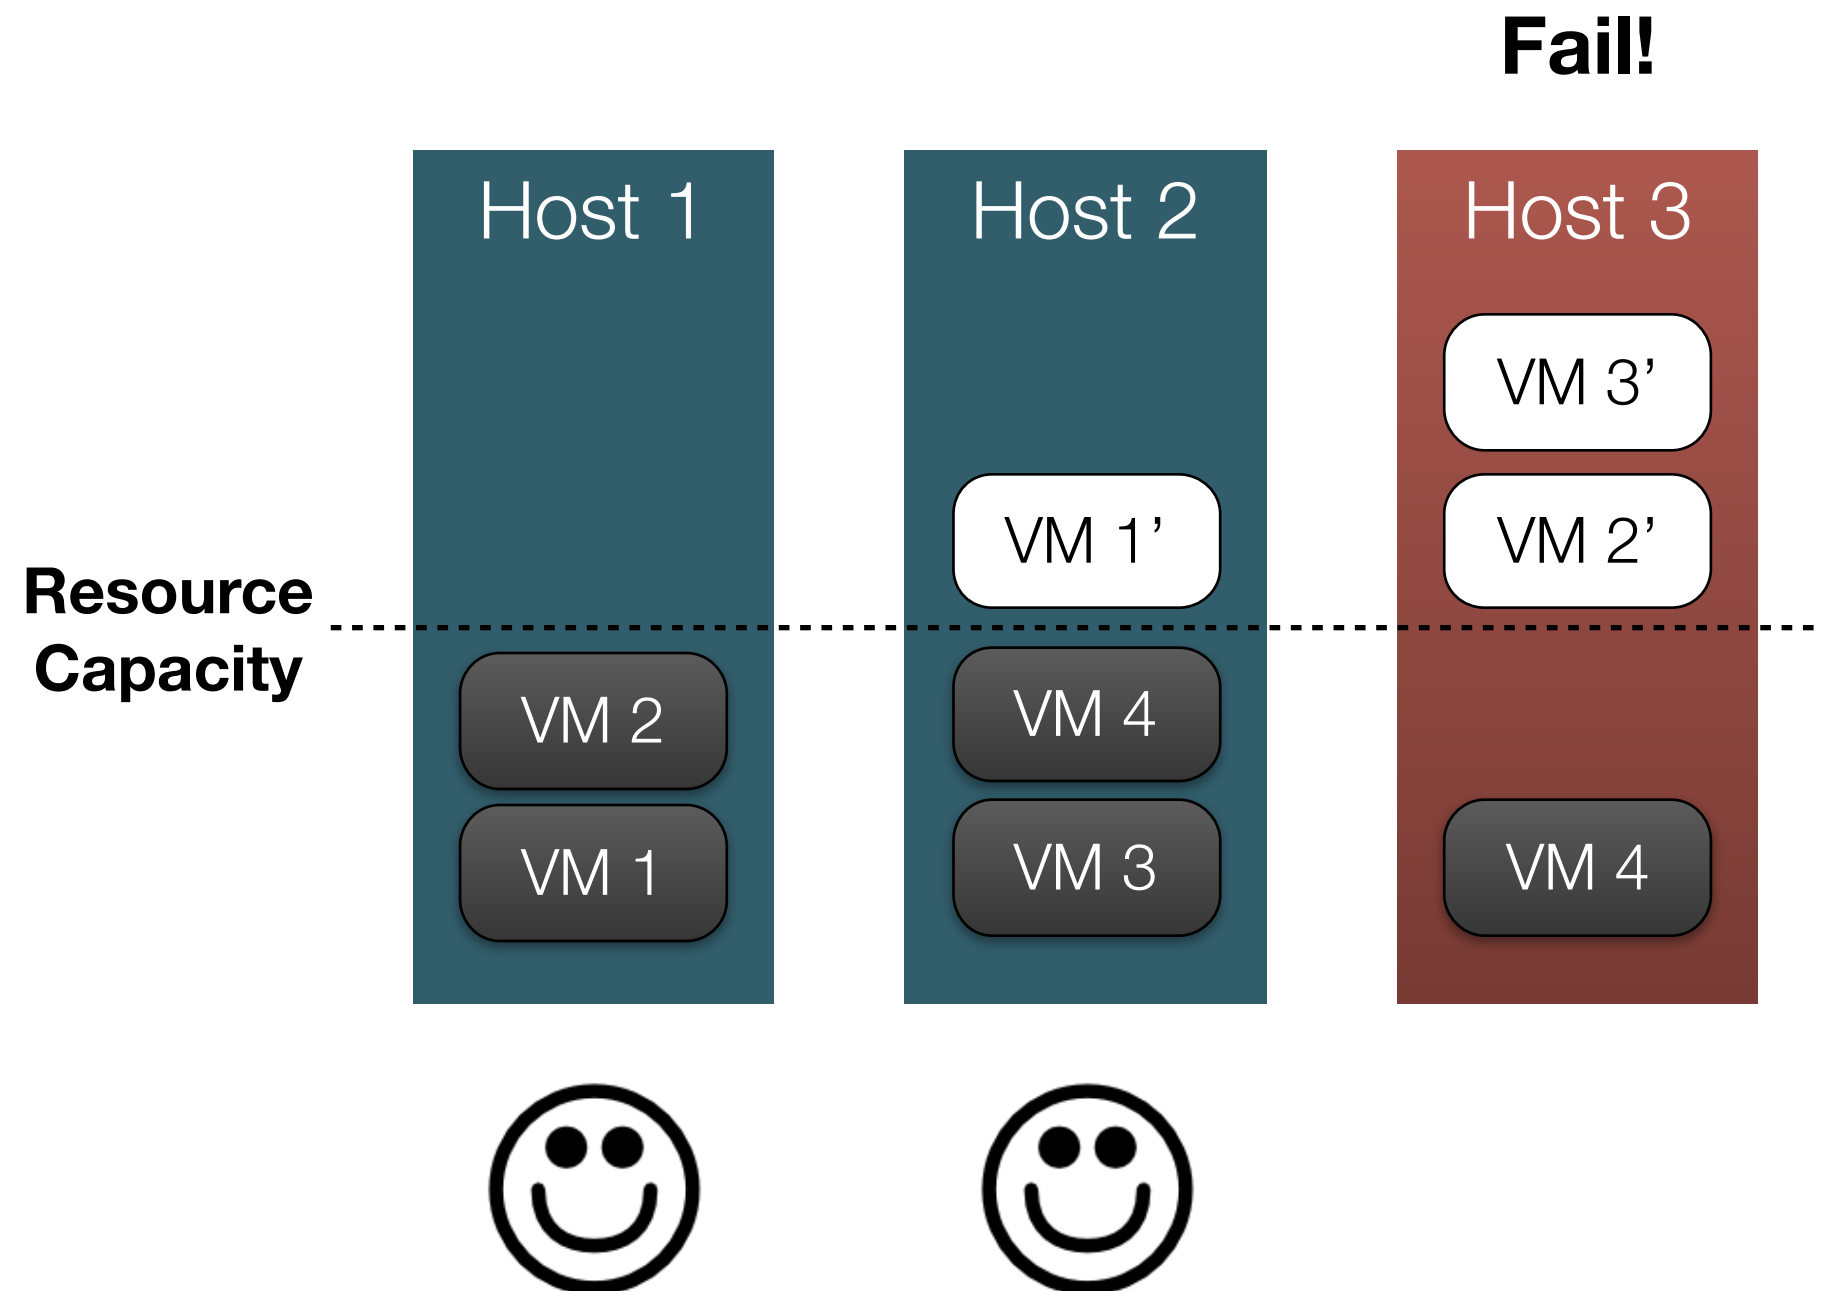 Fail!
Host 1
Host 2
Host 3
VM 3’
VM 1’
VM 2’
Resource
Capacity
VM 2
VM 4
VM 1
VM 3
VM 4